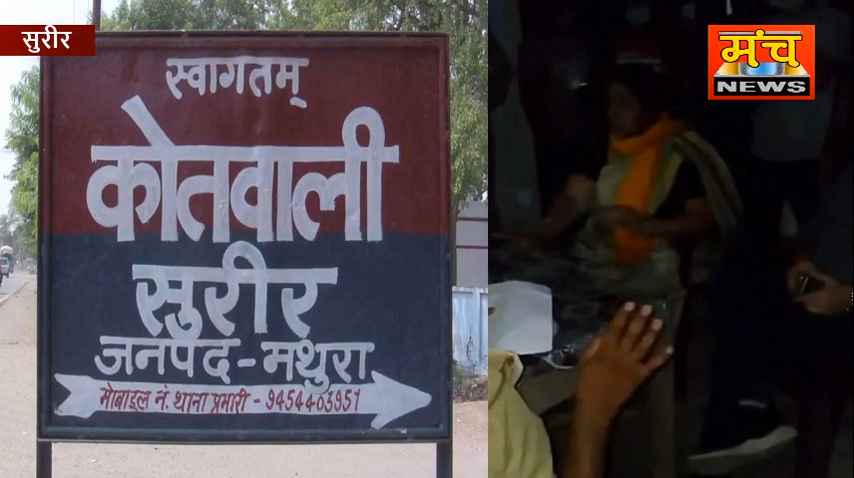 सुरीर
स्वागतम्
कोतवाली
सुरीर
जनपद-मथुरा
मोबाइल नं. थाना प्रभारी - 9454403951
मंच
NEWS